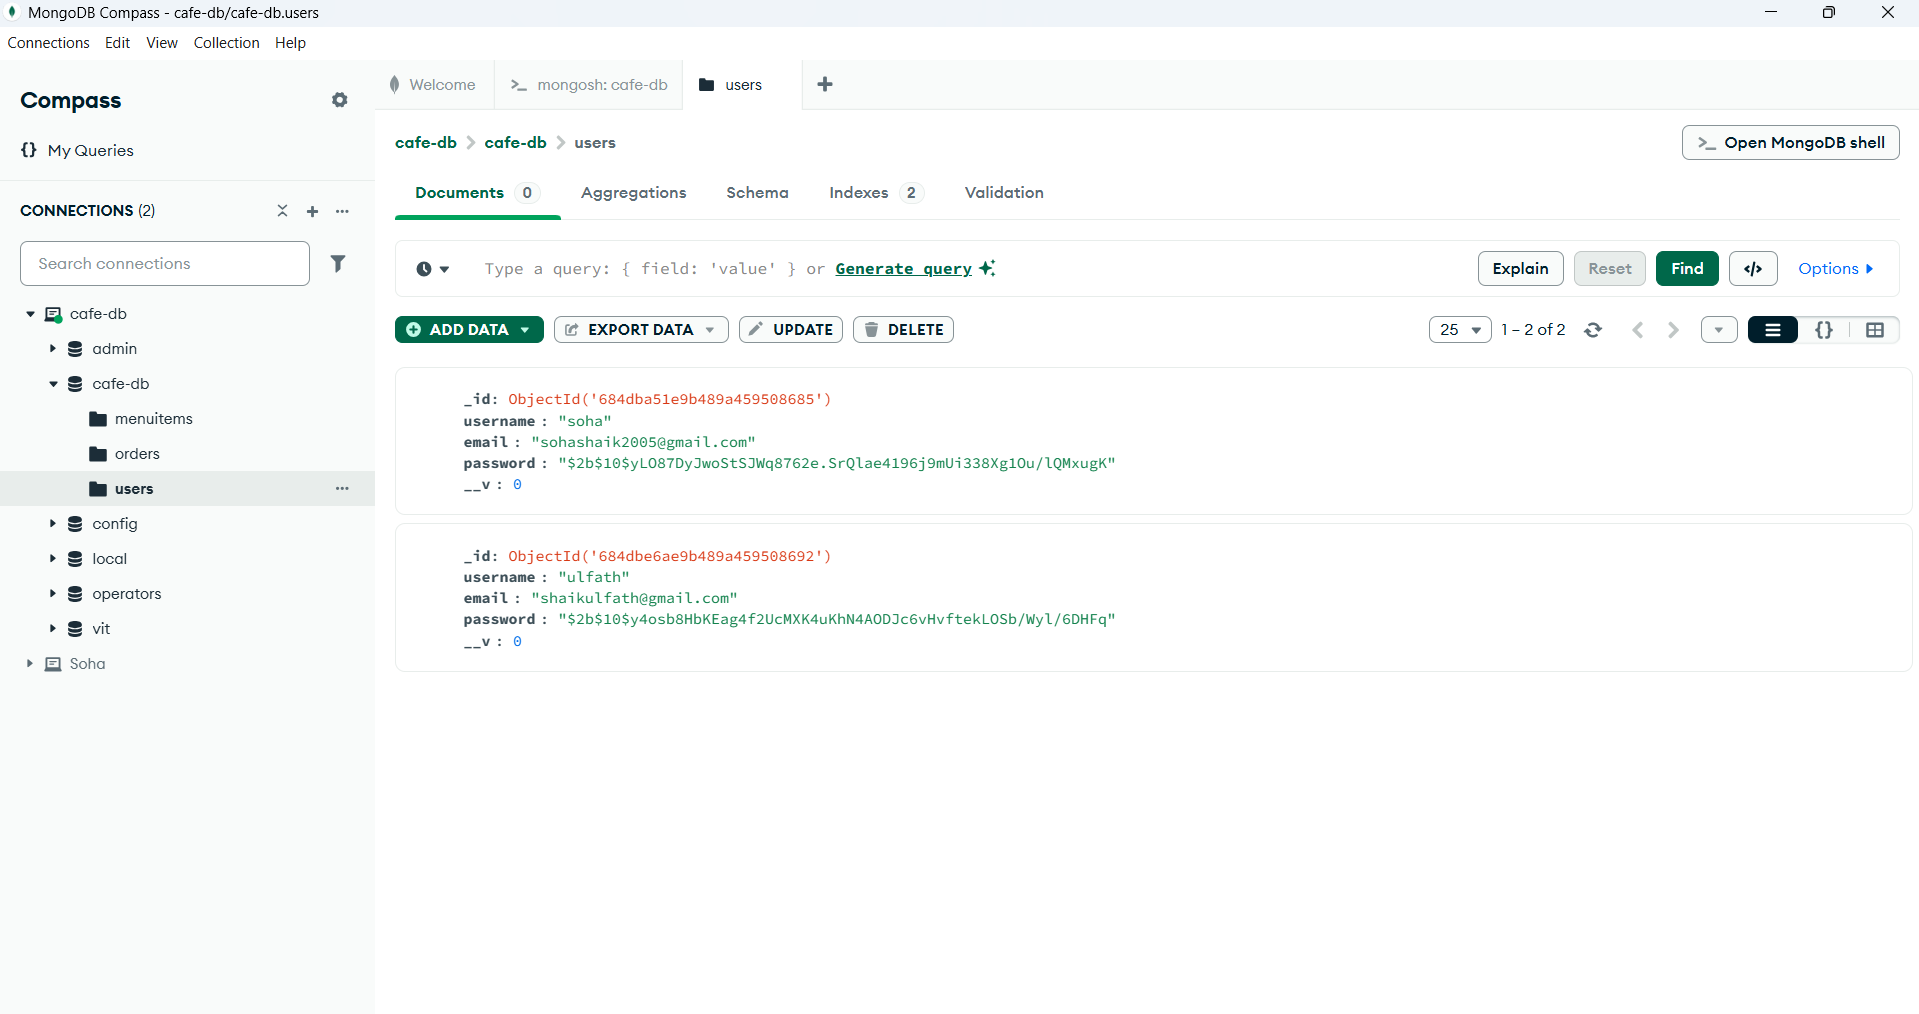 MongoDB Compass - cafe-db/cafe-db.users
Connections Edit View Collection Help
Compass
{} My Queries
CONNECTIONS (2)
Search connections
cafe-db
admin
cafe-db
menuitems
orders
users
config
local
operators
vit
Soha
Welcome
>_ mongosh: cafe-db
users
cafe-db > cafe-db > users
>_ Open MongoDB shell
Documents 0 Aggregations Schema Indexes 2 Validation
Type a query: { field: 'value' } or Generate query
Explain Reset Find </> Options
ADD DATA EXPORT DATA UPDATE DELETE
25 1 – 2 of 2 {}
_id: ObjectId('684dba51e9b489a459508685')
username : "soha"
email : "sohashaik2005@gmail.com"
password : "$2b$10$yLO87DyJwoStSJWq8762e.SrQlae4196j9mUi338Xg1Ou/lQMxugK"
__v : 0
_id: ObjectId('684dbe6ae9b489a459508692')
username : "ulfath"
email : "shaikulfath@gmail.com"
password : "$2b$10$y4osb8HbKEag4f2UcMXK4uKhN4AODJc6vHvftekLOSb/Wyl/6DHFq"
__v : 0